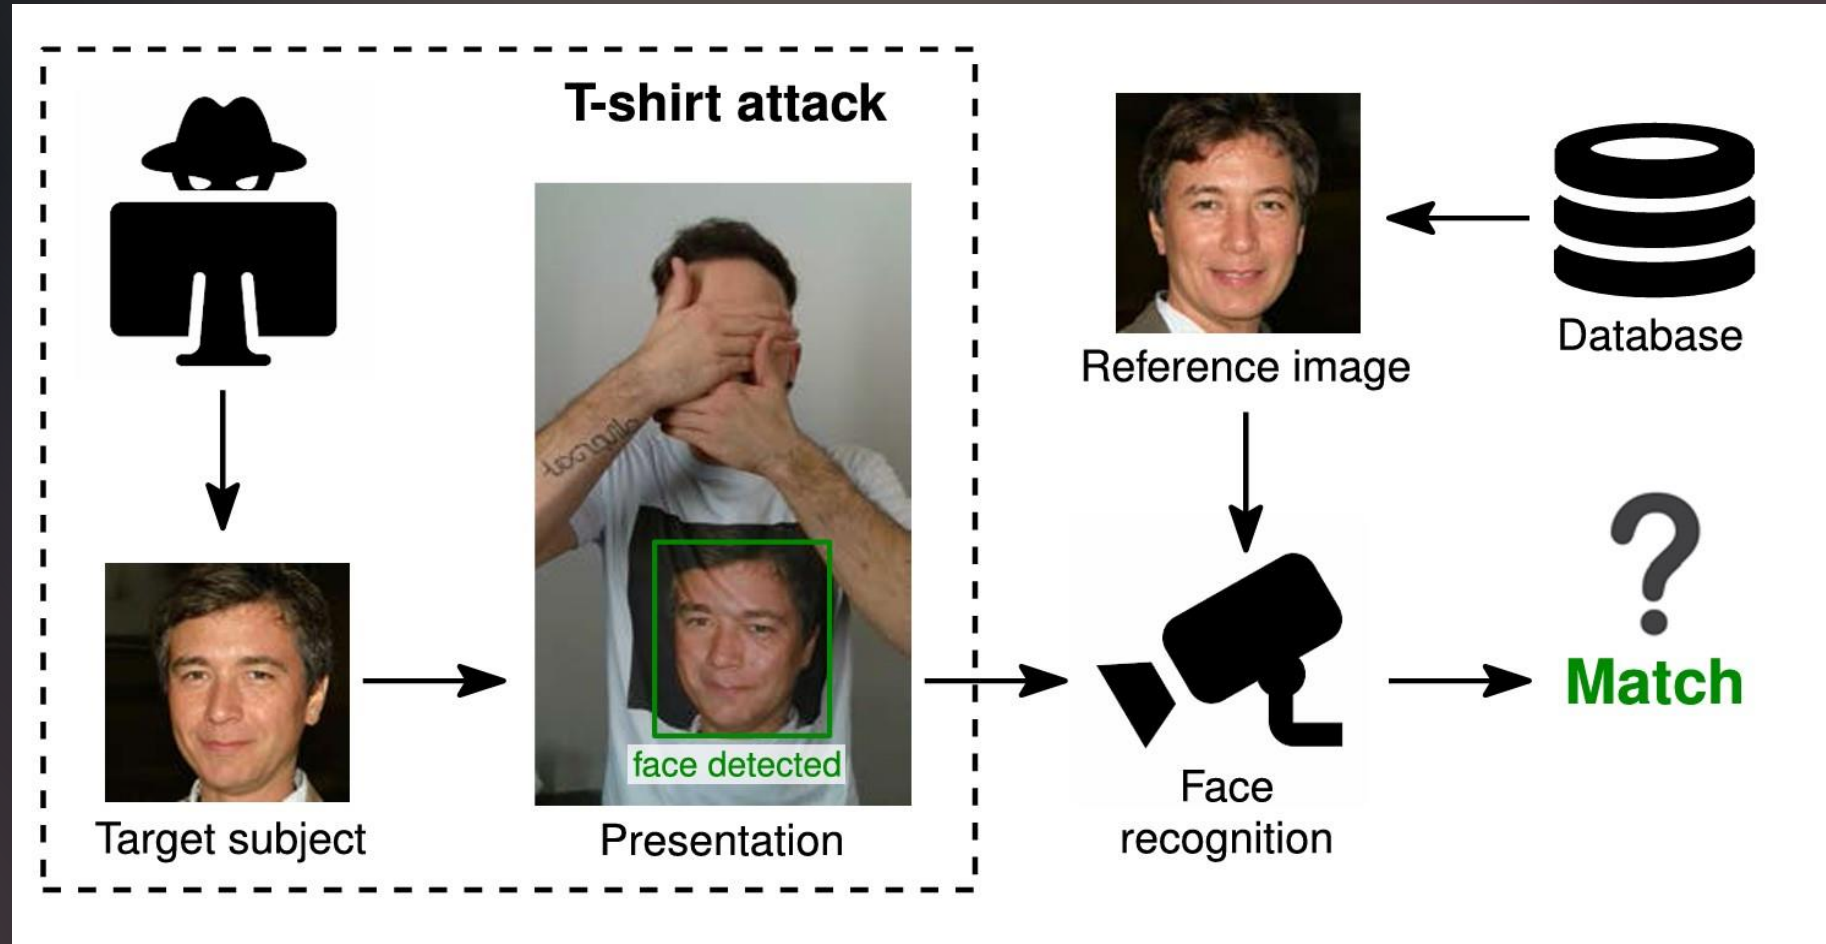 T-shirt attack
Target subject
face detected
Presentation
Reference image
Database
Face
recognition
Match